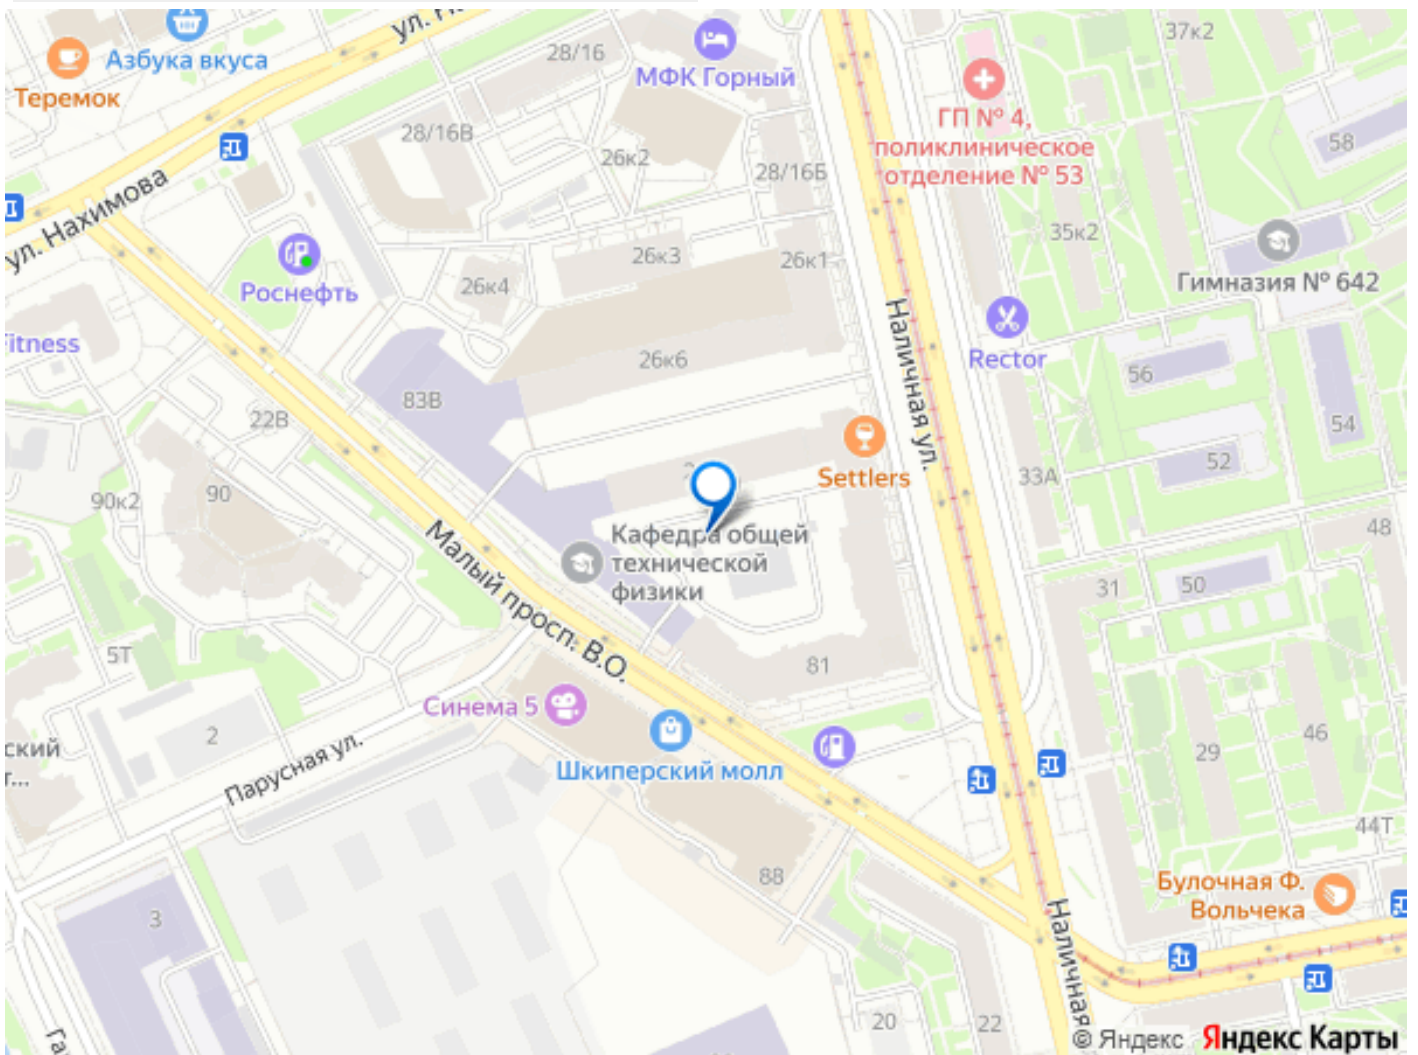 ул. Н
Азбука вкуса
Теремок
28/16
МФК Горный
37к2
ГП № 4,
поликлиническое
отделение № 53
58
28/16В
26к2
28/16Б
ул. Нахимова
35к2
Гимназия № 642
26к3
26к1
26к4
Роснефть
Наличная ул.
Rector
itness
26к6
56
83В
22В
54
Settlers
52
33А
90к2
90
48
Малый просп. В.О.
Кафедра общей
технической
физики
31
50
5Т
81
Синема 5
2
46
29
ский
т...
Парусная ул.
Шкиперский молл
44Т
88
Булочная Ф.
Вольчека
3
Наличная
20
22
Га
© Яндекс Яндекс Карты